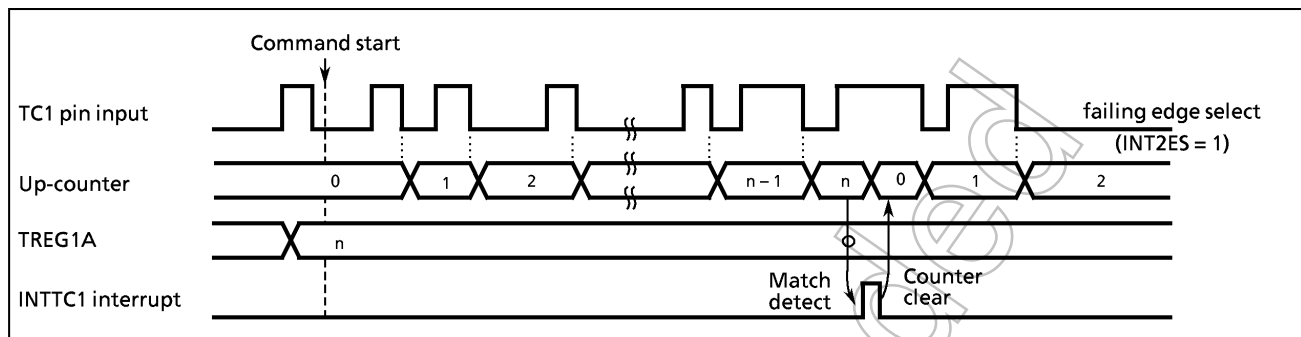 Command start
TC1 pin input
failing edge select
(INT2ES = 1)
Up-counter
0 1 2 n – 1 n 0 1 2
TREG1A
n
INTTC1 interrupt
Match
detect
Counter
clear
ded